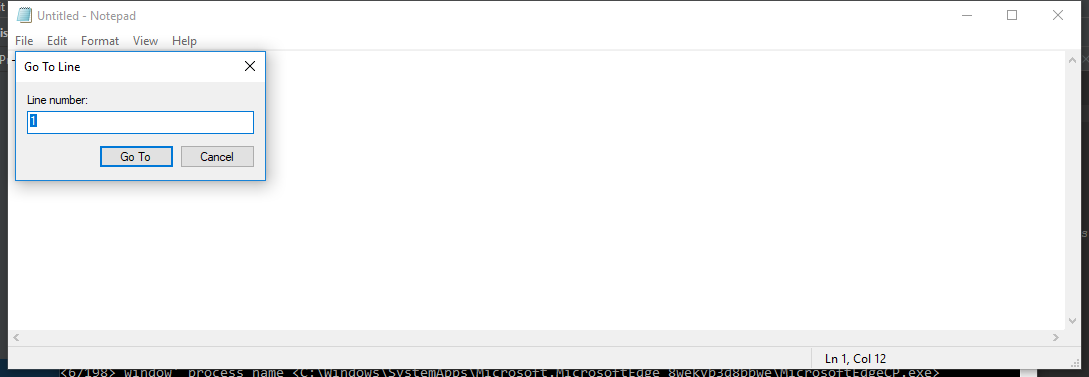 Untitled - Notepad
File Edit Format View Help
Go To Line
Line number:
1
Go To Cancel
Ln 1, Col 12
<6/198> window' process name <C:\Windows\SystemApps\Microsoft.MicrosoftEdge_8wekyb3d8bbwe\MicrosoftEdgeCP.exe>